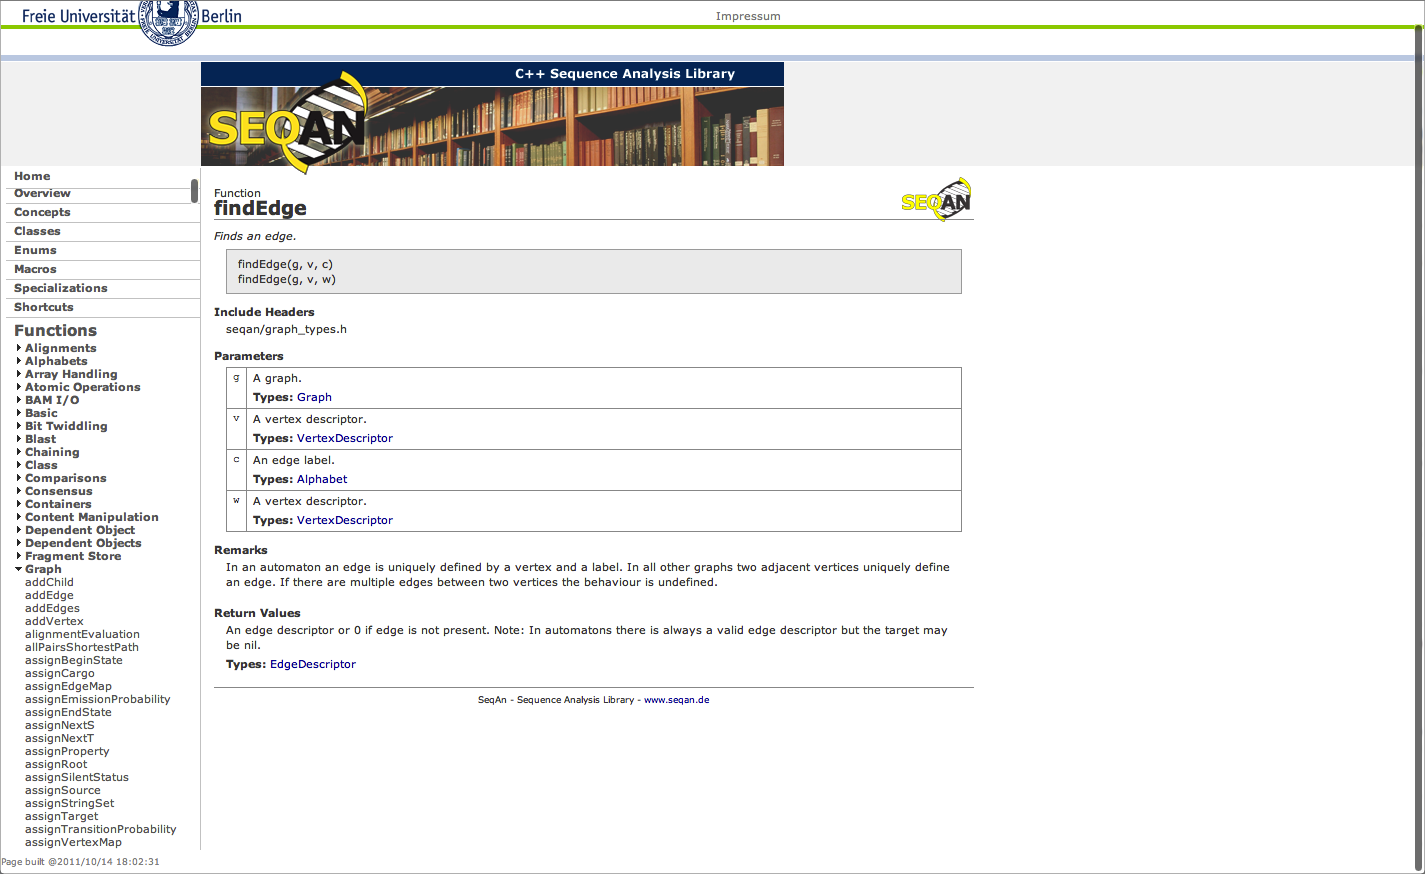 Freie Universität Berlin
Impressum
C++ Sequence Analysis Library
SEQAN
Home
Overview
Concepts
Classes
Enums
Macros
Specializations
Shortcuts
Functions
Alignments
Alphabets
Array Handling
Atomic Operations
BAM I/O
Basic
Bit Twiddling
Blast
Chaining
Class
Comparisons
Consensus
Containers
Content Manipulation
Dependent Object
Dependent Objects
Fragment Store
Graph
addChild
addEdge
addEdges
addVertex
alignmentEvaluation
allPairsShortestPath
assignBeginState
assignCargo
assignEdgeMap
assignEmissionProbability
assignEndState
assignNextS
assignNextT
assignProperty
assignRoot
assignSilentStatus
assignSource
assignStringSet
assignTarget
assignTransitionProbability
assignVertexMap
Page built @2011/10/14 18:02:31
Function
findEdge
SEQAN
Finds an edge.
findEdge(g, v, c)
findEdge(g, v, w)
Include Headers
seqan/graph_types.h
Parameters
g A graph.
Types: Graph
v A vertex descriptor.
Types: VertexDescriptor
c An edge label.
Types: Alphabet
w A vertex descriptor.
Types: VertexDescriptor
Remarks
In an automaton an edge is uniquely defined by a vertex and a label. In all other graphs two adjacent vertices uniquely define
an edge. If there are multiple edges between two vertices the behaviour is undefined.
Return Values
An edge descriptor or 0 if edge is not present. Note: In automatons there is always a valid edge descriptor but the target may
be nil.
Types: EdgeDescriptor
SeqAn - Sequence Analysis Library - www.seqan.de